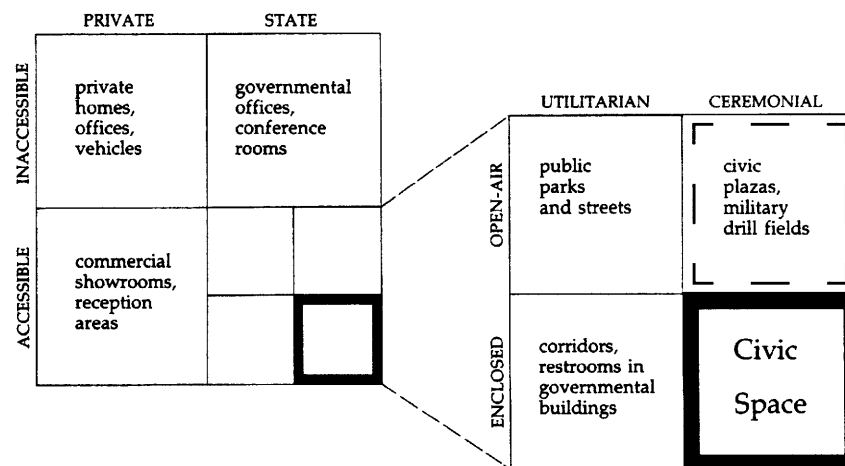 PRIVATE
STATE
INACCESSIBLE
private
homes,
offices,
vehicles
governmental
offices,
conference
rooms
ACCESSIBLE
commercial
showrooms,
reception
areas
UTILITARIAN
CEREMONIAL
OPEN-AIR
public
parks
and streets
civic
plazas,
military
drill fields
ENCLOSED
corridors,
restrooms in
governmental
buildings
Civic
Space